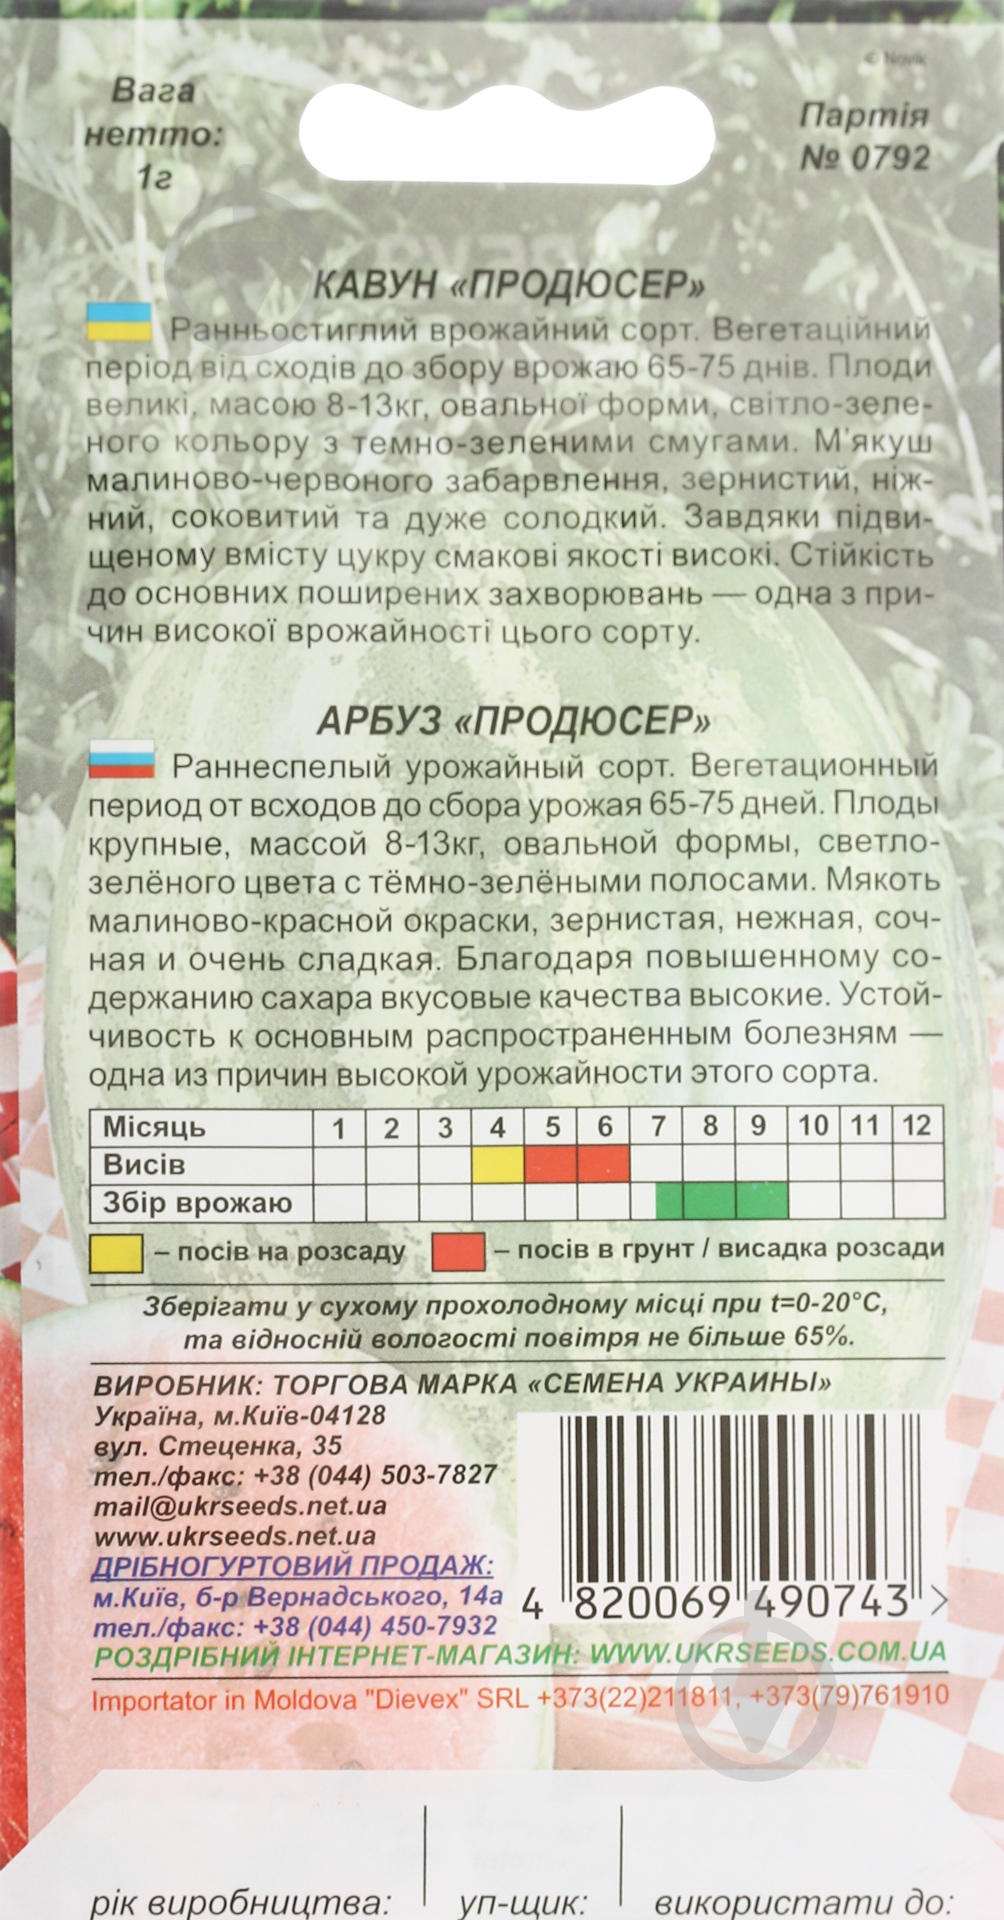 © Novik
Вага
нетто:
1г
Партія
№ 0792
КАВУН «ПРОДЮСЕР»
Ранньостиглий врожайний сорт. Вегетаційний
період від сходів до збору врожаю 65-75 днів. Плоди
великі, масою 8-13кг, овальної форми, світло-зеле-
ного кольору з темно-зеленими смугами. М'якуш
малиново-червоного забарвлення, зернистий, ніж-
ний, соковитий та дуже солодкий. Завдяки підви-
щеному вмісту цукру смакові якості високі. Стійкість
до основних поширених захворювань — одна з при-
чин високої врожайності цього сорту.
АРБУЗ «ПРОДЮСЕР»
Раннеспелый урожайный сорт. Вегетационный
период от всходов до сбора урожая 65-75 дней. Плоды
крупные, массой 8-13кг, овальной формы, светло-
зелёного цвета с тёмно-зелёными полосами. Мякоть
малиново-красной окраски, зернистая, нежная, соч-
ная и очень сладкая. Благодаря повышенному со-
держанию сахара вкусовые качества высокие. Устой-
чивость к основным распространенным болезням —
одна из причин высокой урожайности этого сорта.
Місяць 1 2 3 4 5 6 7 8 9 10 11 12
Висів
Збір врожаю
– посів на розсаду – посів в грунт / висадка розсади
Зберігати у сухому прохолодному місці при t=0-20°С,
та відносній вологості повітря не більше 65%.
ВИРОБНИК: ТОРГОВА МАРКА «СЕМЕНА УКРАИНЫ»
Україна, м.Київ-04128
вул. Стеценка, 35
тел./факс: +38 (044) 503-7827
mail@ukrseeds.net.ua
www.ukrseeds.net.ua
ДРІБНОГУРТОВИЙ ПРОДАЖ:
м.Київ, б-р Вернадського, 14а
тел./факс: +38 (044) 450-7932
4 820069 490743 >
РОЗДРІБНИЙ ІНТЕРНЕТ-МАГАЗИН: WWW.UKRSEEDS.COM.UA
Importator in Moldova "Dievex" SRL +373(22)211811, +373(79)761910
рік виробництва: уп-щик: використати до: